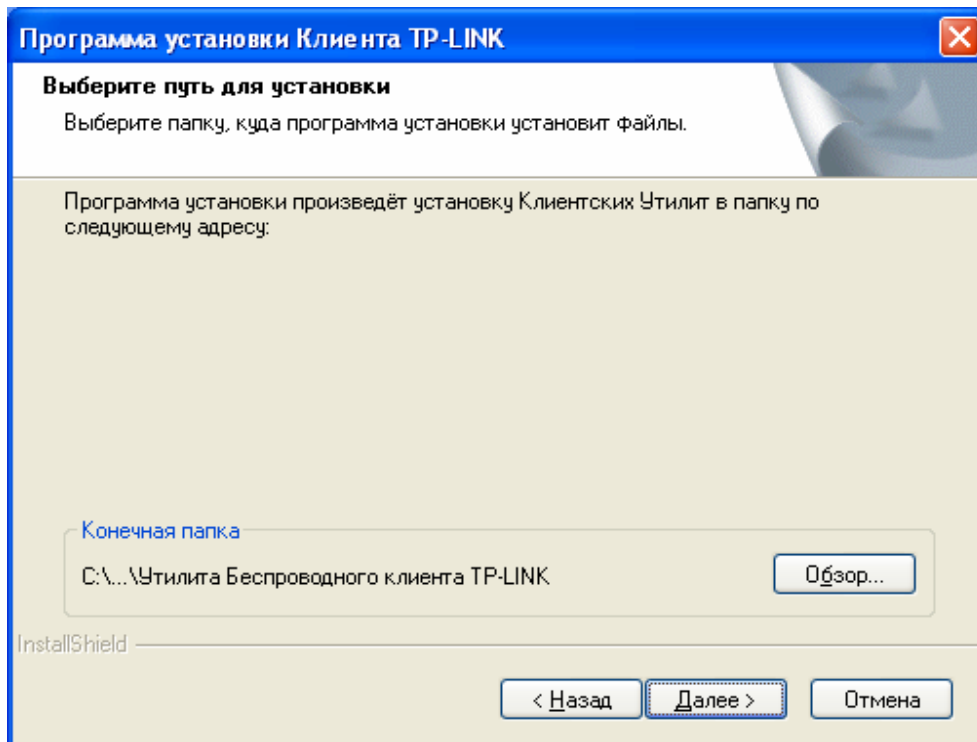 Программа установки Клиента TP-LINK
Выберите путь для установки
Выберите папку, куда программа установки установит файлы.
Программа установки произведёт установку Клиентских Утилит в папку по
следующему адресу:
Конечная папка
C:\...\Утилита Беспроводного клиента TP-LINK
Обзор...
InstallShield
< Назад
Далее >
Отмена